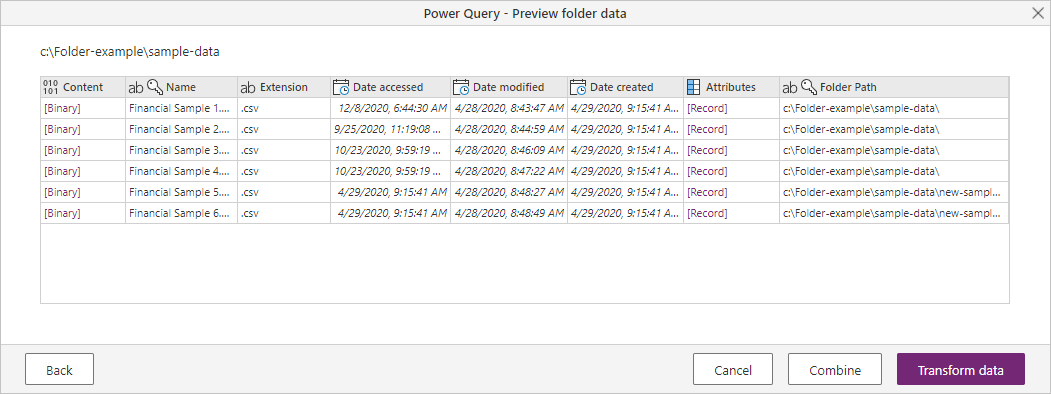 Power Query - Preview folder data
c:\Folder-example\sample-data
010 101 Content ab Name ab Extension Date accessed Date modified Date created Attributes ab Folder Path
[Binary] Financial Sample 1.... .csv 12/8/2020, 6:44:30 AM 4/28/2020, 8:43:47 AM 4/29/2020, 9:15:41 A... [Record] c:\Folder-example\sample-data\
[Binary] Financial Sample 2.... .csv 9/25/2020, 11:19:08 ... 4/28/2020, 8:44:59 AM 4/29/2020, 9:15:41 A... [Record] c:\Folder-example\sample-data\
[Binary] Financial Sample 3.... .csv 10/23/2020, 9:59:19 ... 4/28/2020, 8:46:09 AM 4/29/2020, 9:15:41 A... [Record] c:\Folder-example\sample-data\
[Binary] Financial Sample 4.... .csv 10/23/2020, 9:59:19 ... 4/28/2020, 8:47:22 AM 4/29/2020, 9:15:41 A... [Record] c:\Folder-example\sample-data\
[Binary] Financial Sample 5.... .csv 4/29/2020, 9:15:41 AM 4/28/2020, 8:48:27 AM 4/29/2020, 9:15:41 A... [Record] c:\Folder-example\sample-data\new-sampl...
[Binary] Financial Sample 6.... .csv 4/29/2020, 9:15:41 AM 4/28/2020, 8:48:49 AM 4/29/2020, 9:15:41 A... [Record] c:\Folder-example\sample-data\new-sampl...
Back Cancel Combine Transform data